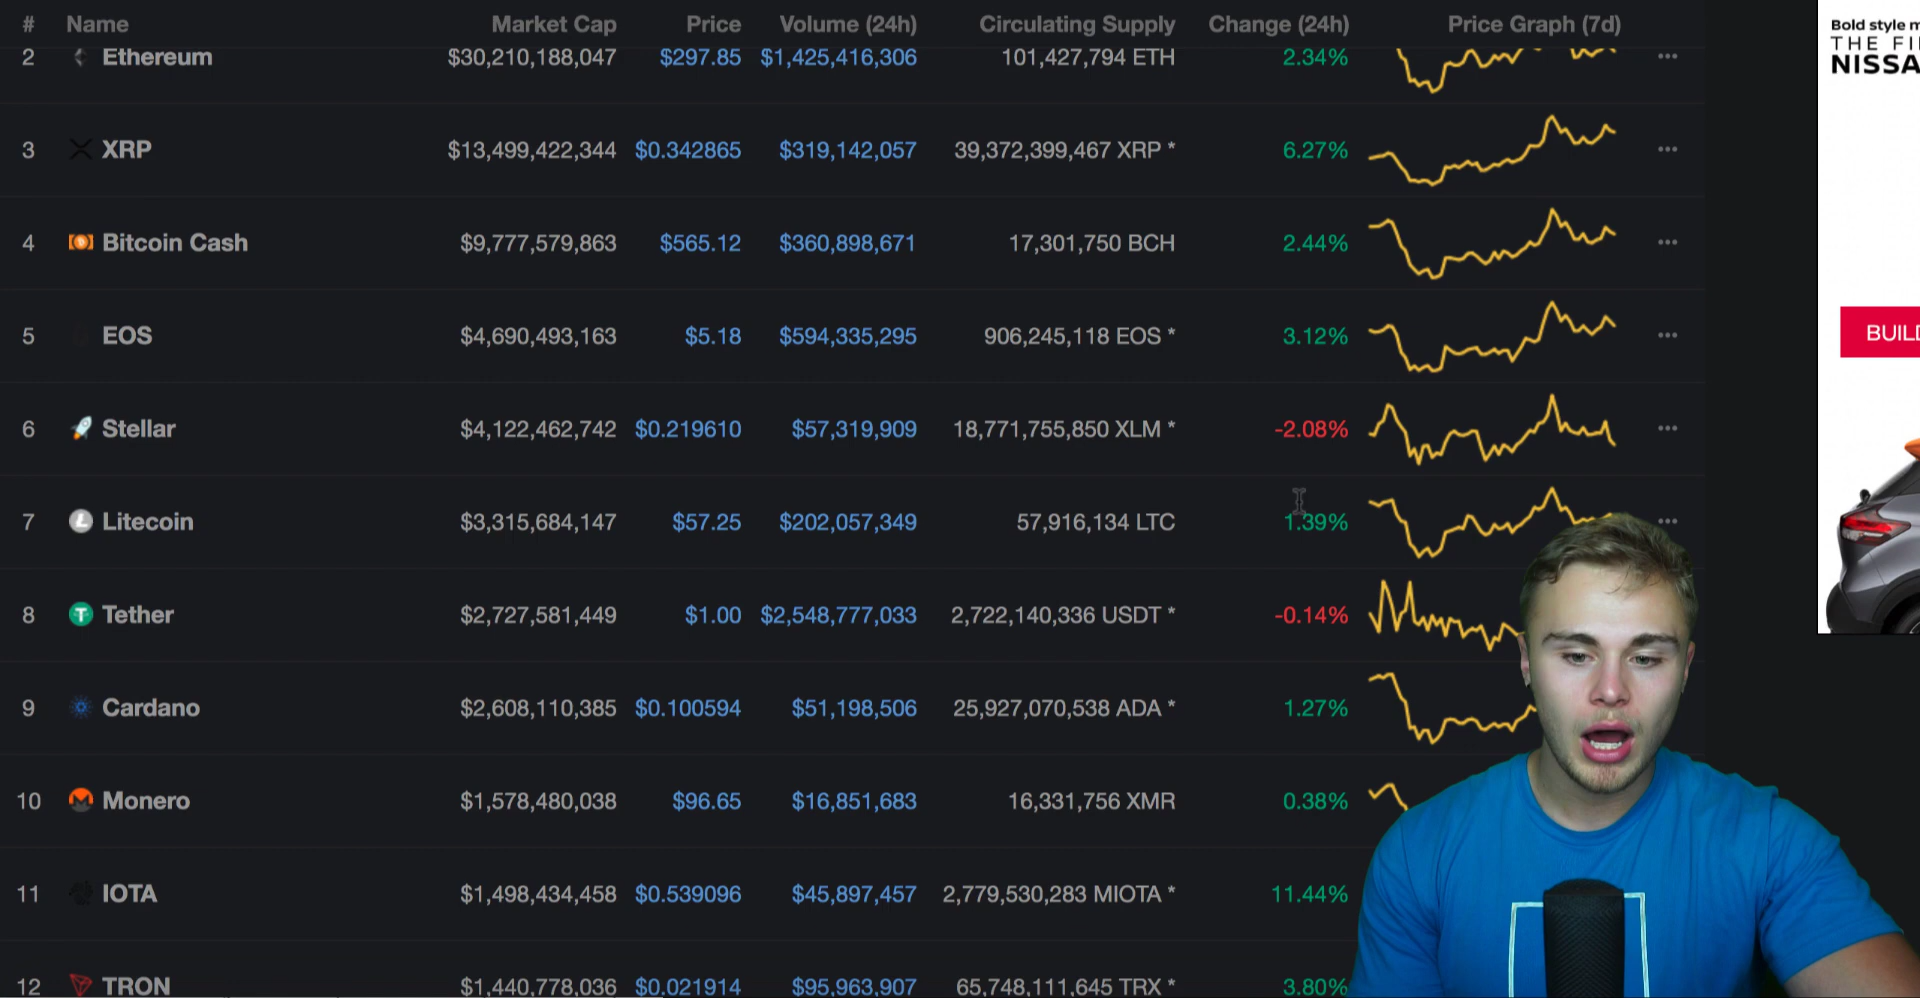 # Name Market Cap Price Volume (24h) Circulating Supply Change (24h) Price Graph (7d)
2 Ethereum $30,210,188,047 $297.85 $1,425,416,306 101,427,794 ETH 2.34%
3 XRP $13,499,422,344 $0.342865 $319,142,057 39,372,399,467 XRP * 6.27%
4 Bitcoin Cash $9,777,579,863 $565.12 $360,898,671 17,301,750 BCH 2.44%
5 EOS $4,690,493,163 $5.18 $594,335,295 906,245,118 EOS * 3.12%
6 Stellar $4,122,462,742 $0.219610 $57,319,909 18,771,755,850 XLM * -2.08%
7 Litecoin $3,315,684,147 $57.25 $202,057,349 57,916,134 LTC 1.39%
8 Tether $2,727,581,449 $1.00 $2,548,777,033 2,722,140,336 USDT * -0.14%
9 Cardano $2,608,110,385 $0.100594 $51,198,506 25,927,070,538 ADA * 1.27%
10 Monero $1,578,480,038 $96.65 $16,851,683 16,331,756 XMR 0.38%
11 IOTA $1,498,434,458 $0.539096 $45,897,457 2,779,530,283 MIOTA * 11.44%
12 TRON $1,440,778,036 $0.021914 $95,963,907 65,748,111,645 TRX * 3.80%
Bold style m
THE FI
NISSA
BUILD